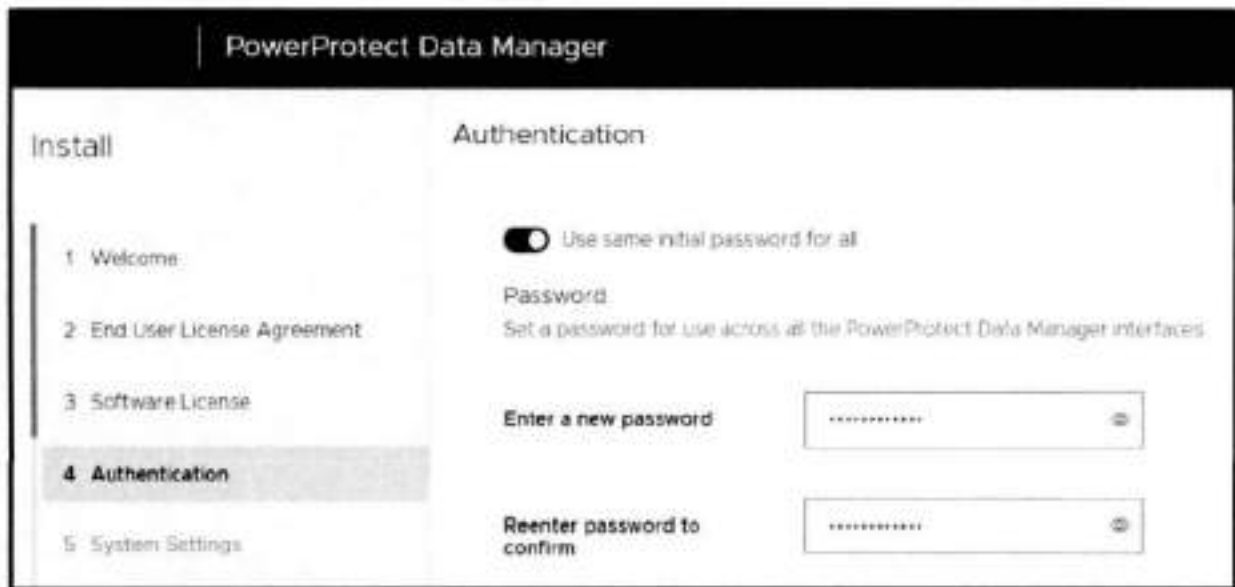 PowerProtect Data Manager
Install
1 Welcome
2 End User License Agreement
3 Software License
4 Authentication
5 System Settings
Authentication
Use same initial password for all
Password
Set a password for use across all the PowerProtect Data Manager interfaces
Enter a new password
............
Reenter password to
confirm
............